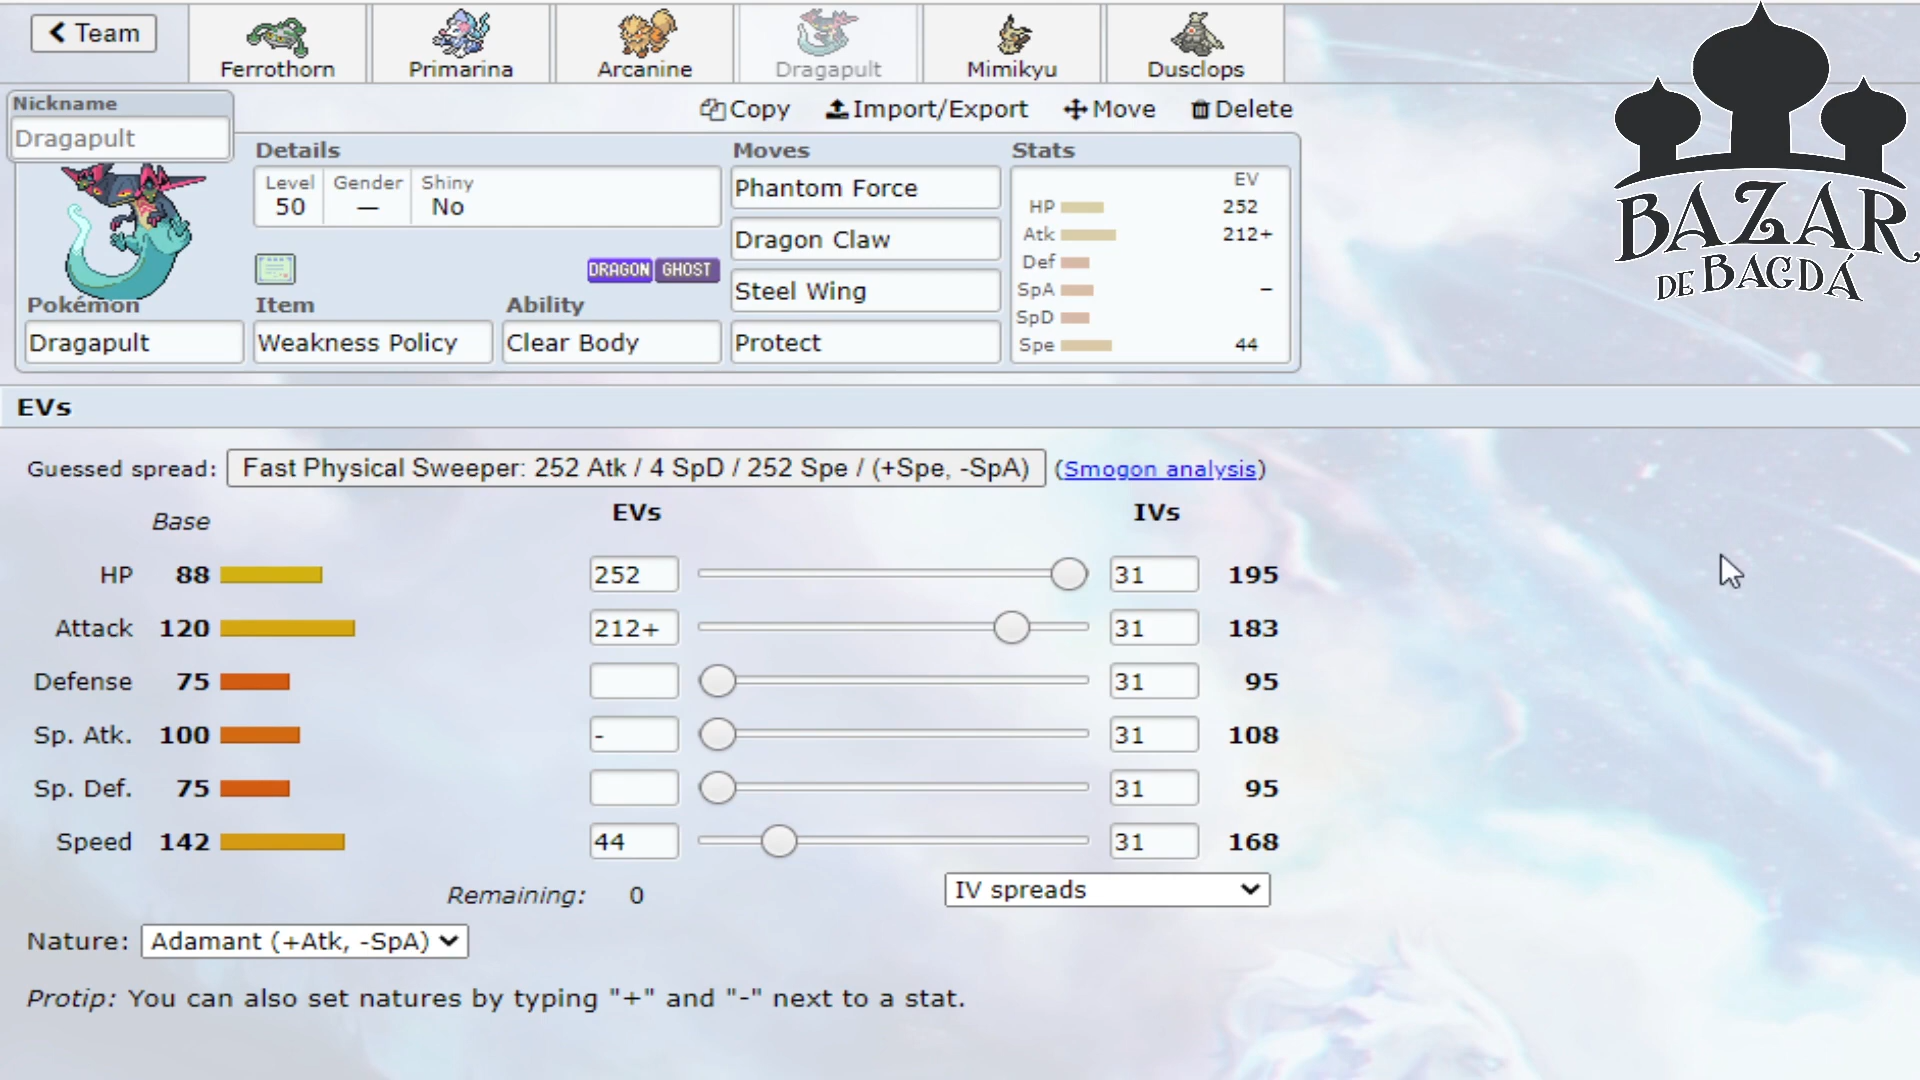 Team
Ferrothorn
Primarina
Arcanine
Dragapult
Mimikyu
Dusclops
Nickname
Dragapult
Copy
Import/Export
Move
Delete
BAZAR
DE BAGDÁ
Details
Level
50
Gender
—
Shiny
No
DRAGON GHOST
Pokémon
Dragapult
Item
Weakness Policy
Ability
Clear Body
Moves
Phantom Force
Dragon Claw
Steel Wing
Protect
Stats
EV
HP 252
Atk 212+
Def
SpA –
SpD
Spe 44
EVs
Guessed spread: Fast Physical Sweeper: 252 Atk / 4 SpD / 252 Spe / (+Spe, -SpA) (Smogon analysis)
Base EVs IVs
HP 88 252 31 195
Attack 120 212+ 31 183
Defense 75 31 95
Sp. Atk. 100 - 31 108
Sp. Def. 75 31 95
Speed 142 44 31 168
Remaining: 0 IV spreads
Nature: Adamant (+Atk, -SpA)
Protip: You can also set natures by typing "+" and "-" next to a stat.